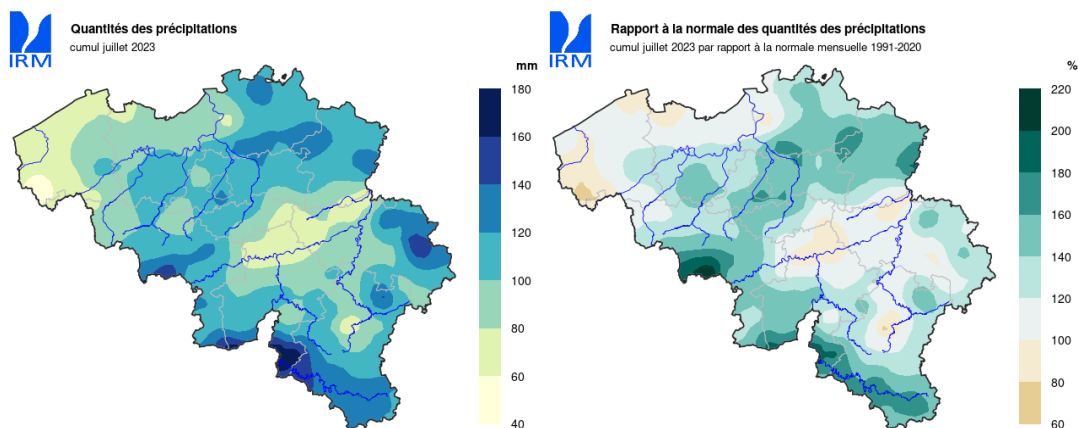 IRM
Quantités des précipitations
cumul juillet 2023
mm
180
160
140
120
100
80
60
40
IRM
Rapport à la normale des quantités des précipitations
cumul juillet 2023 par rapport à la normale mensuelle 1991-2020
%
220
200
180
160
140
120
100
80
60